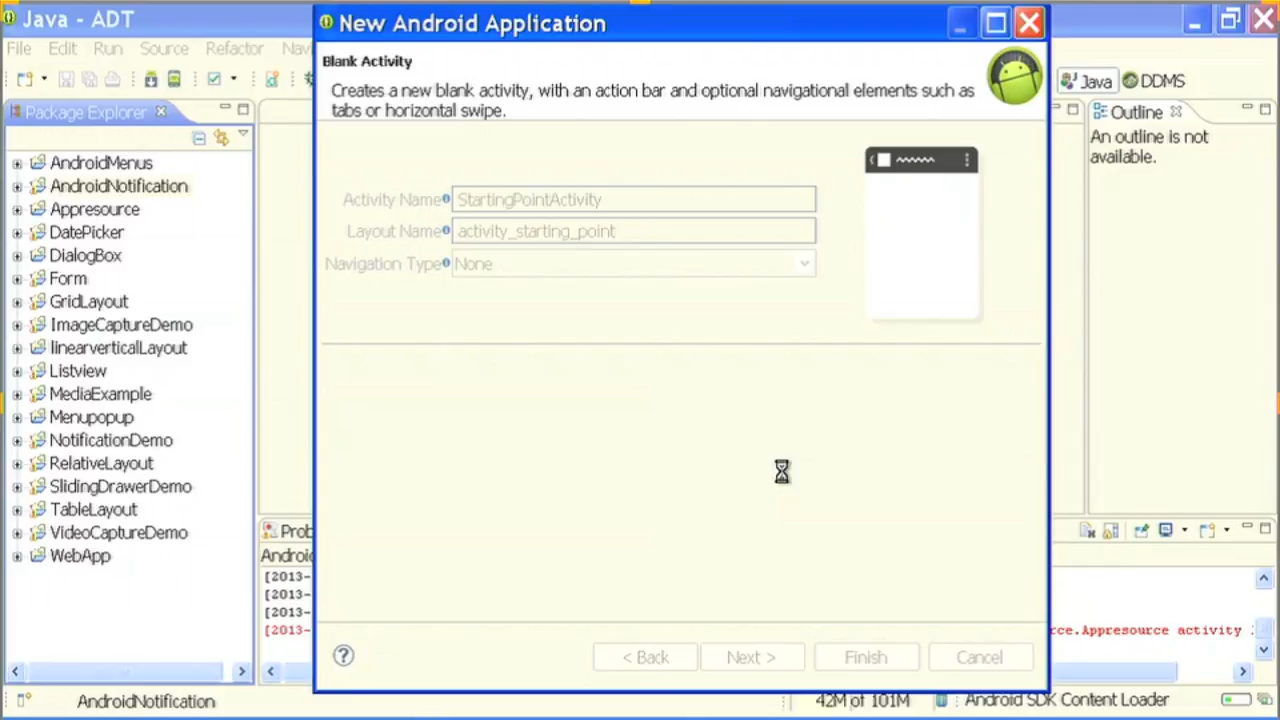 Java - ADT
New Android Application
File Edit Run Source Refactor Navi
Blank Activity
Creates a new blank activity, with an action bar and optional navigational elements such as
tabs or horizontal swipe.
Java DDMS
Package Explorer
Outline
An outline is not
available.
AndroidMenus
AndroidNotification
Appresource
DatePicker
DialogBox
Form
GridLayout
ImageCaptureDemo
linearverticalLayout
Listview
MediaExample
Menupopup
NotificationDemo
RelativeLayout
SlidingDrawerDemo
TableLayout
VideoCaptureDemo
WebApp
Activity Name StartingPointActivity
Layout Name activity_starting_point
Navigation Type None
Prob
Android
[2013-
[2013-
[2013-
[2013- rce.Appresource activity
< Back Next > Finish Cancel
AndroidNotification
42M of 101M
Android SDK Content Loader